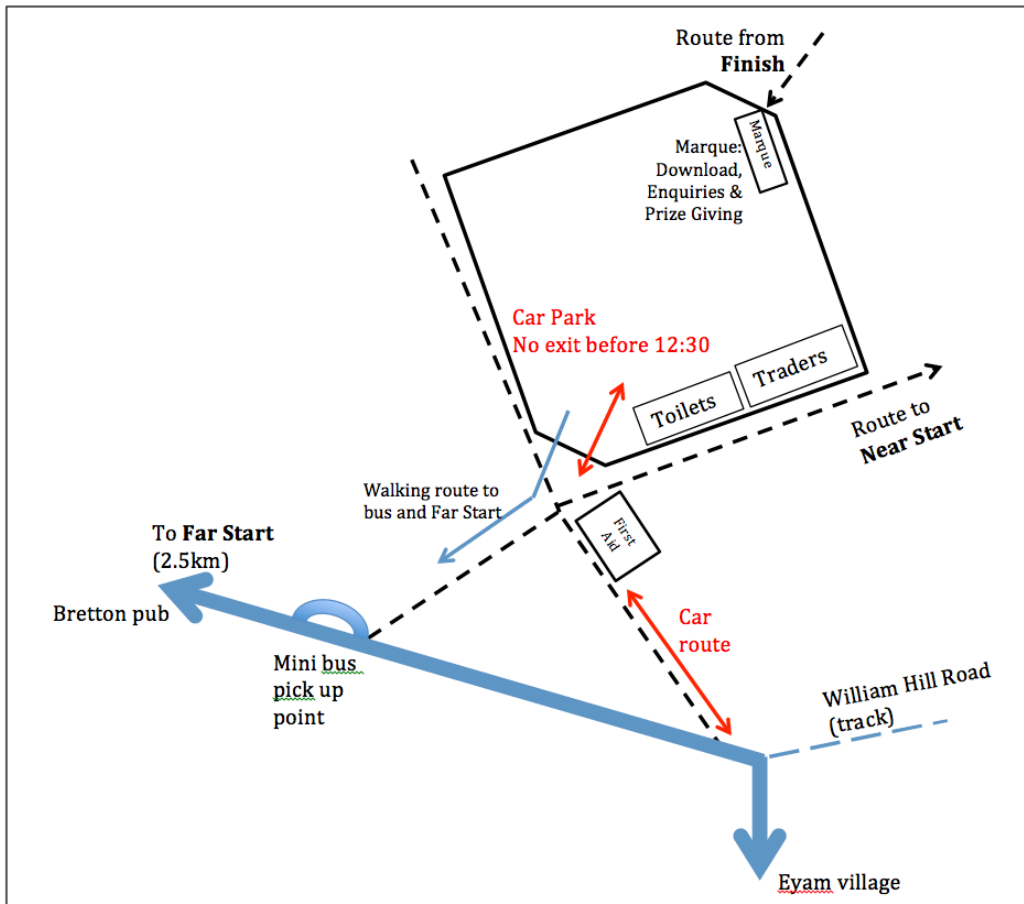 Route from
Finish
Marque
Marque:
Download,
Enquiries &
Prize Giving
Car Park
No exit before 12:30
Traders
Toilets
Route to
Near Start
Walking route to
bus and Far Start
First
Aid
To Far Start
(2.5km)
Bretton pub
Car
route
Mini bus
pick up
point
William Hill Road
(track)
Eyam village